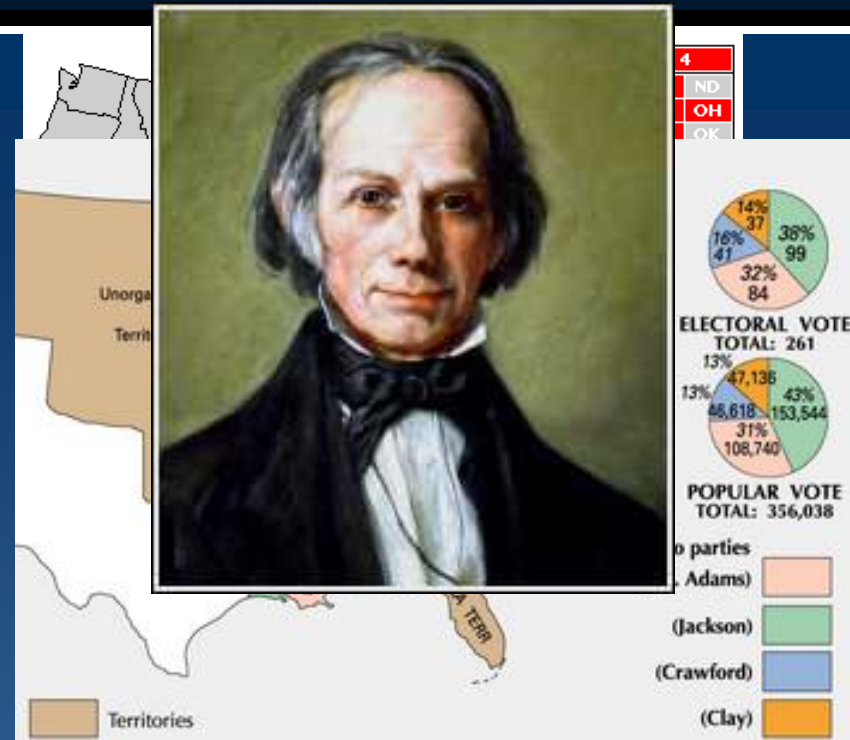 4
ND
OH
OK
14%
37
38%
99
16%
41
32%
84
ELECTORAL VOTE
TOTAL: 261
13%
47,136
13%
43%
46,618
153,544
31%
108,740
POPULAR VOTE
TOTAL: 356,038
Unorga
Territ
o parties
. Adams)
(Jackson)
(Crawford)
(Clay)
A TERR
Territories